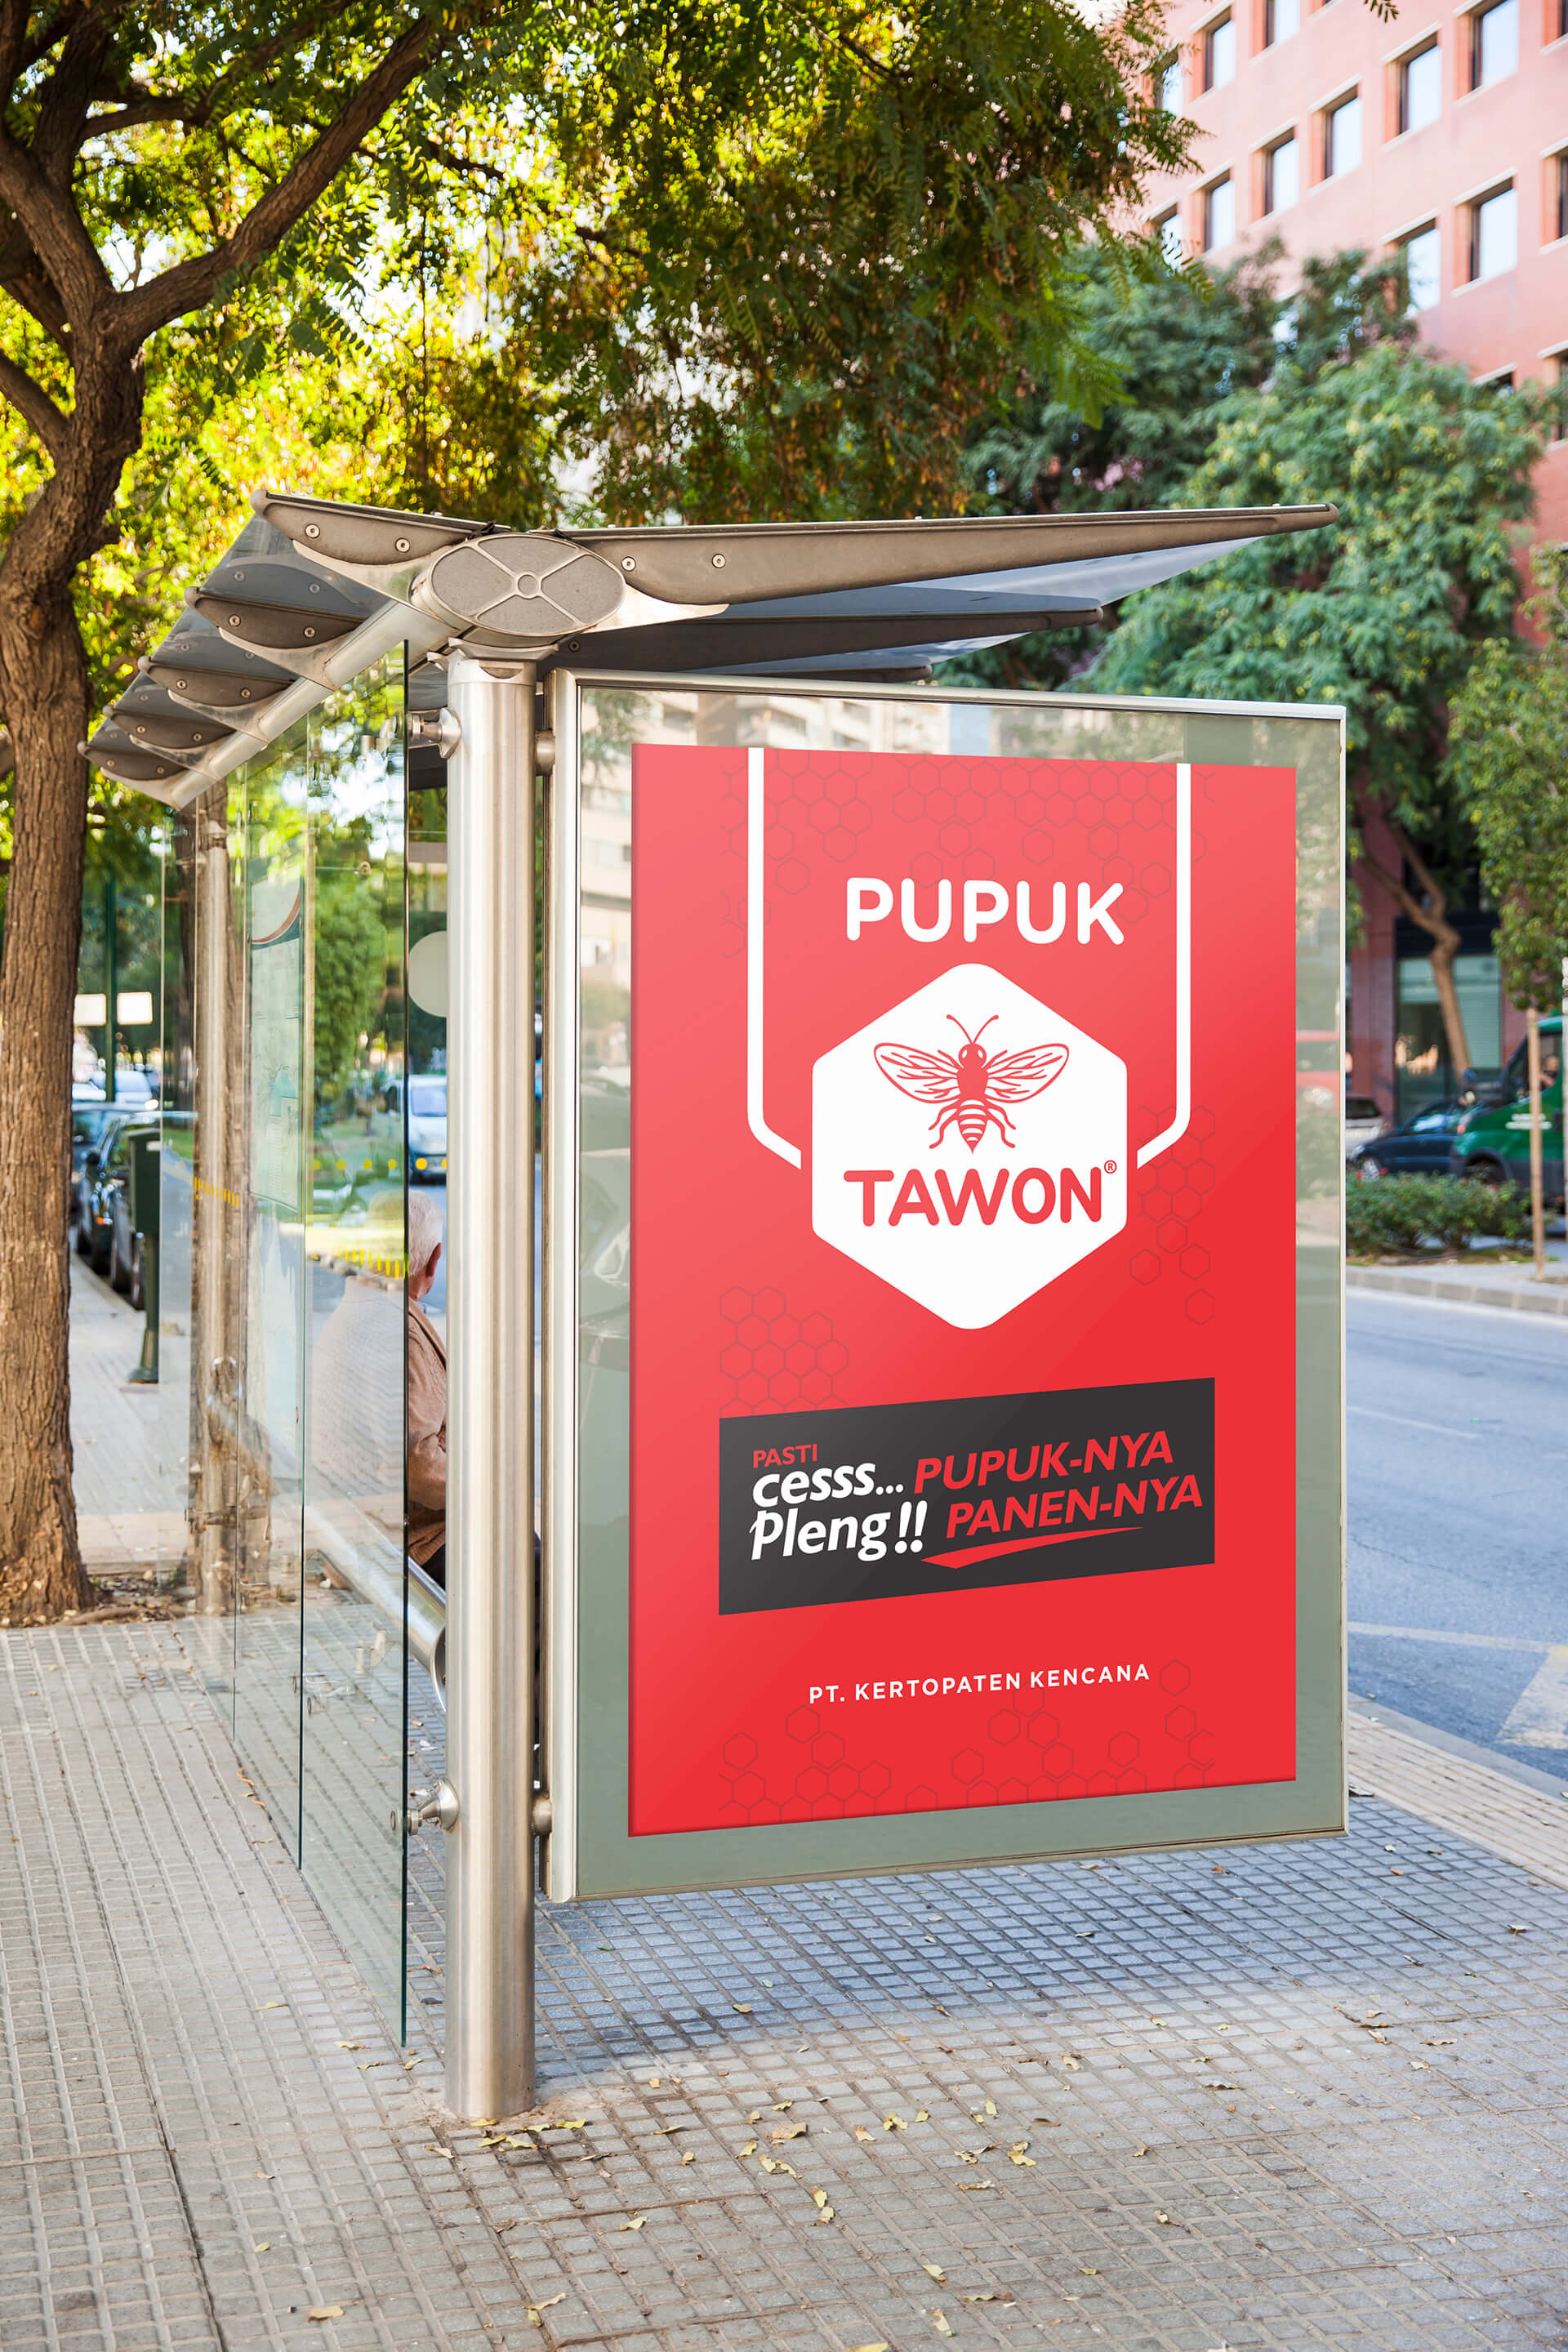 PUPUK
TAWON®
PASTI
cesss... PUPUK-NYA
Pleng!! PANEN-NYA
PT. KERTOPATEN KENCANA